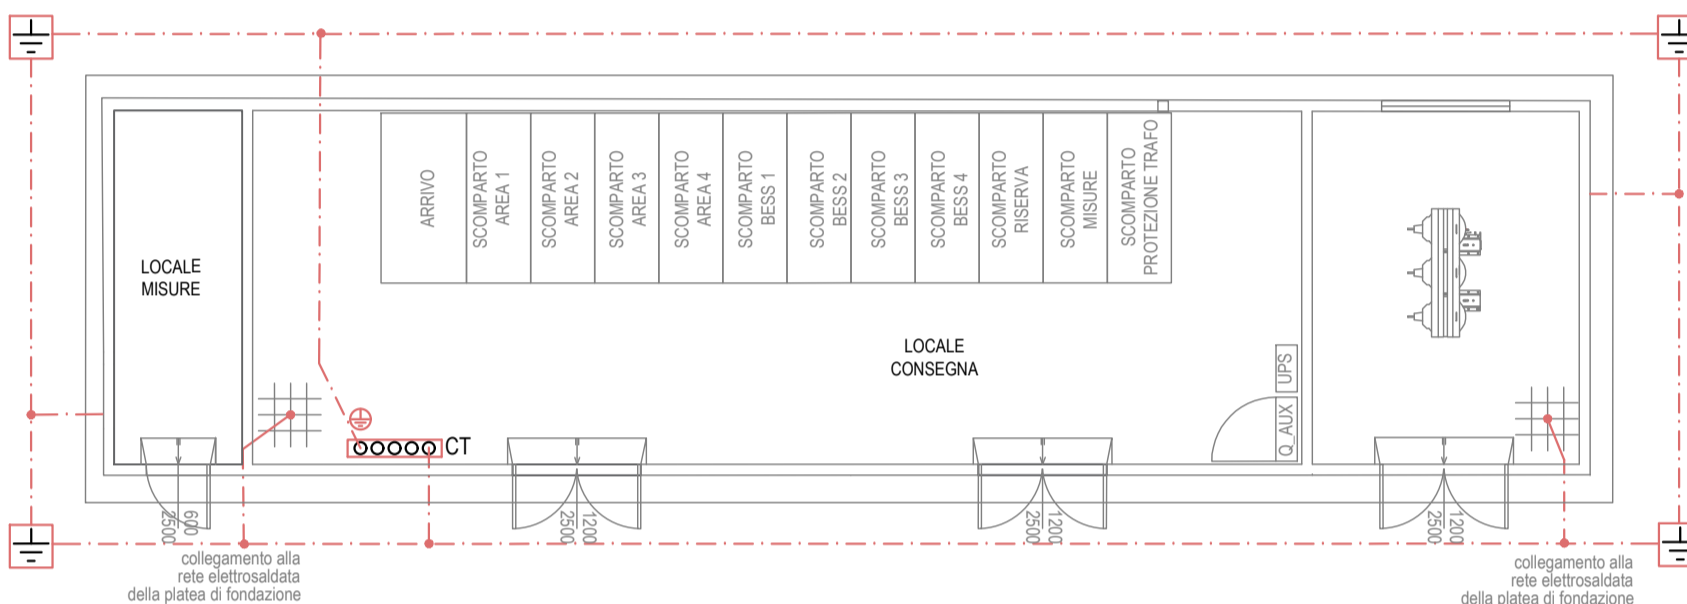 ARRIVO
SCOMPARTO
AREA 1
SCOMPARTO
AREA 2
SCOMPARTO
AREA 3
SCOMPARTO
AREA 4
SCOMPARTO
BESS 1
SCOMPARTO
BESS 2
SCOMPARTO
BESS 3
SCOMPARTO
BESS 4
SCOMPARTO
RISERVA
SCOMPARTO
MISURE
SCOMPARTO
PROTEZIONE TRAFO
LOCALE
MISURE
LOCALE
CONSEGNA
UPS
Q_AUX
CT
600
2500
1200
2500
1200
2500
1200
2500
collegamento alla
rete elettrosaldata
della platea di fondazione
collegamento alla
rete elettrosaldata
della platea di fondazione